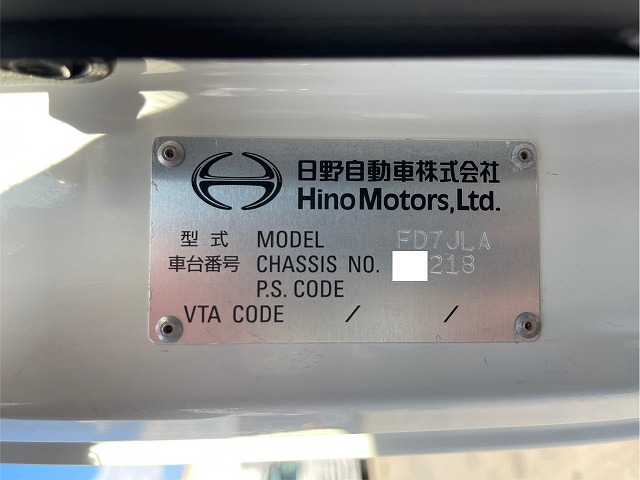 日野自動車株式会社
Hino Motors, Ltd.
型式 MODEL FD7JLA
車台番号 CHASSIS NO. 218
P.S. CODE
VTA CODE / /